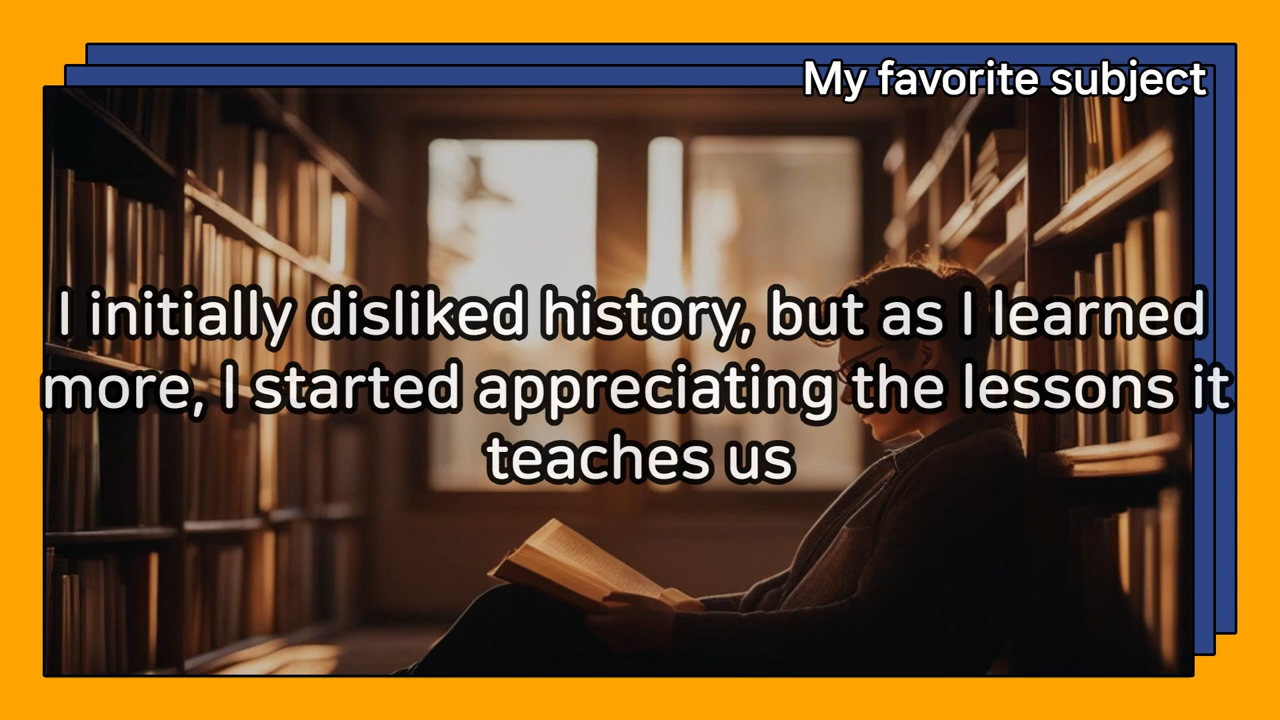 My favorite subject
I initially disliked history, but as I learned
more, I started appreciating the lessons it
teaches us